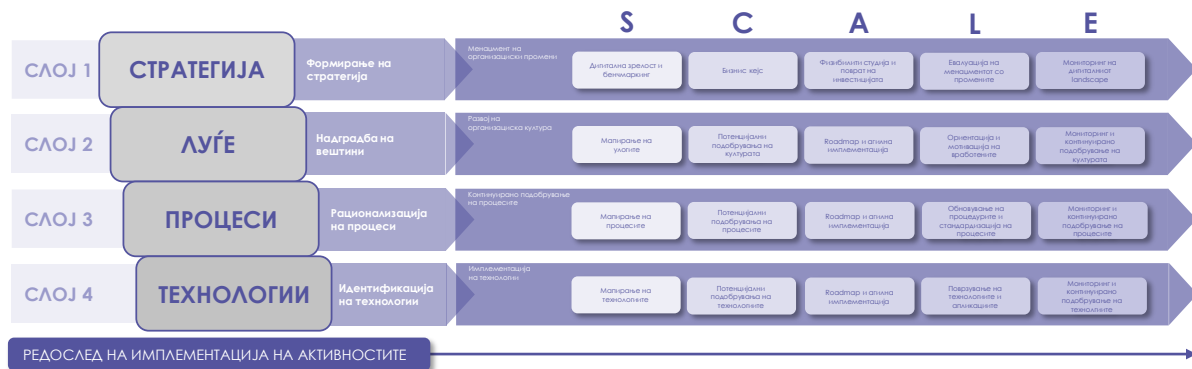 S C A L E
СЛОЈ 1
СТРАТЕГИЈА
Формирање на
стратегија
Менаџмент на
организациски промени
Дигитална зрелост и
бенчмаркинг
Бизнис кејс
Физибилити студија и
поврат на
инвестицијата
Евалуација на
менаџментот со
промените
Мониторинг на
дигиталниот
landscape
СЛОЈ 2
ЛУЃЕ
Надградба на
вештини
Развој на
организациска култура
Мапирање на
улогите
Потенцијални
подобрувања на
културата
Roadmap и агилна
имплементација
Ориентација и
мотивација на
вработените
Мониторинг и
континуирано
подобрување на
културата
СЛОЈ 3
ПРОЦЕСИ
Рационализација
на процеси
Континуирано подобрување
на процесите
Мапирање на
процесите
Потенцијални
подобрувања на
процесите
Roadmap и агилна
имплементација
Обновување на
процедурите и
стандардизација на
процесите
Мониторинг и
континуирано
подобрување на
процесите
СЛОЈ 4
ТЕХНОЛОГИИ
Идентификација
на технологии
Имплементација
на технологии
Мапирање на
технологиите
Потенцијални
подобрувања на
технологиите
Roadmap и агилна
имплементација
Поврзување на
технологиите и
апликациите
Мониторинг и
континуирано
подобрување на
РЕДОСЛЕД НА ИМПЛЕМЕНТАЦИЈА НА АКТИВНОСТИТЕ